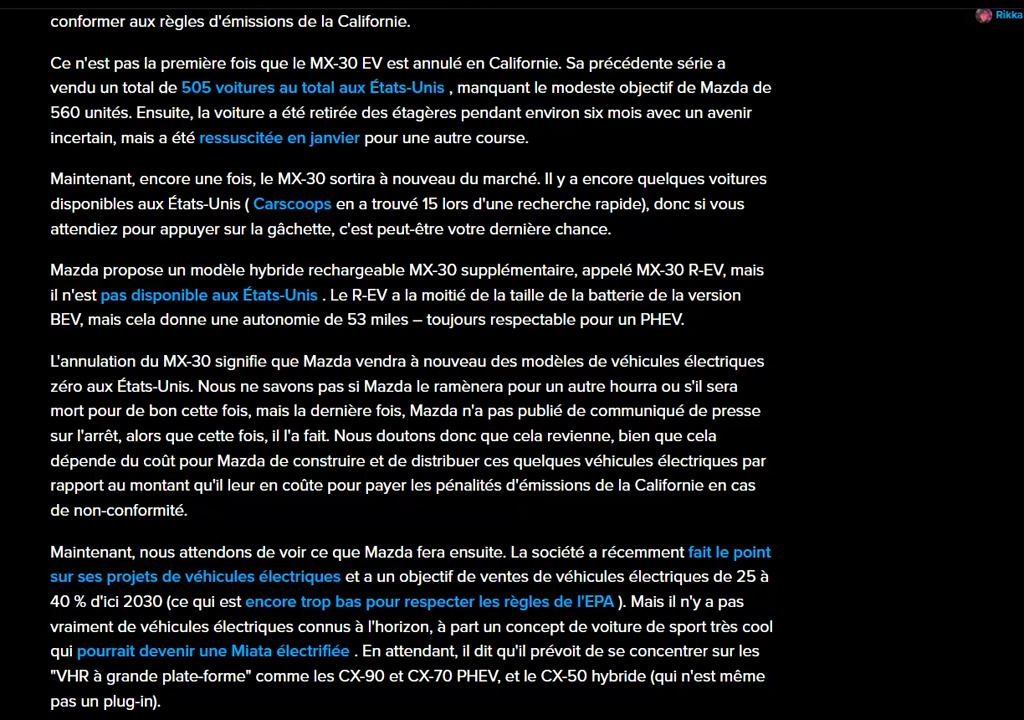 conformer aux règles d'émissions de la Californie.
Rikka
Ce n'est pas la première fois que le MX-30 EV est annulé en Californie. Sa précédente série a
vendu un total de 505 voitures au total aux États-Unis , manquant le modeste objectif de Mazda de
560 unités. Ensuite, la voiture a été retirée des étagères pendant environ six mois avec un avenir
incertain, mais a été ressuscitée en janvier pour une autre course.
Maintenant, encore une fois, le MX-30 sortira à nouveau du marché. Il y a encore quelques voitures
disponibles aux États-Unis ( Carscoops en a trouvé 15 lors d'une recherche rapide), donc si vous
attendiez pour appuyer sur la gâchette, c'est peut-être votre dernière chance.
Mazda propose un modèle hybride rechargeable MX-30 supplémentaire, appelé MX-30 R-EV, mais
il n'est pas disponible aux États-Unis . Le R-EV a la moitié de la taille de la batterie de la version
BEV, mais cela donne une autonomie de 53 miles – toujours respectable pour un PHEV.
L'annulation du MX-30 signifie que Mazda vendra à nouveau des modèles de véhicules électriques
zéro aux États-Unis. Nous ne savons pas si Mazda le ramènera pour un autre hourra ou s'il sera
mort pour de bon cette fois, mais la dernière fois, Mazda n'a pas publié de communiqué de presse
sur l'arrêt, alors que cette fois, il l'a fait. Nous doutons donc que cela revienne, bien que cela
dépende du coût pour Mazda de construire et de distribuer ces quelques véhicules électriques par
rapport au montant qu'il leur en coûte pour payer les pénalités d'émissions de la Californie en cas
de non-conformité.
Maintenant, nous attendons de voir ce que Mazda fera ensuite. La société a récemment fait le point
sur ses projets de véhicules électriques et a un objectif de ventes de véhicules électriques de 25 à
40 % d'ici 2030 (ce qui est encore trop bas pour respecter les règles de l'EPA ). Mais il n'y a pas
vraiment de véhicules électriques connus à l'horizon, à part un concept de voiture de sport très cool
qui pourrait devenir une Miata électrifiée . En attendant, il dit qu'il prévoit de se concentrer sur les
"VHR à grande plate-forme" comme les CX-90 et CX-70 PHEV, et le CX-50 hybride (qui n'est même
pas un plug-in).